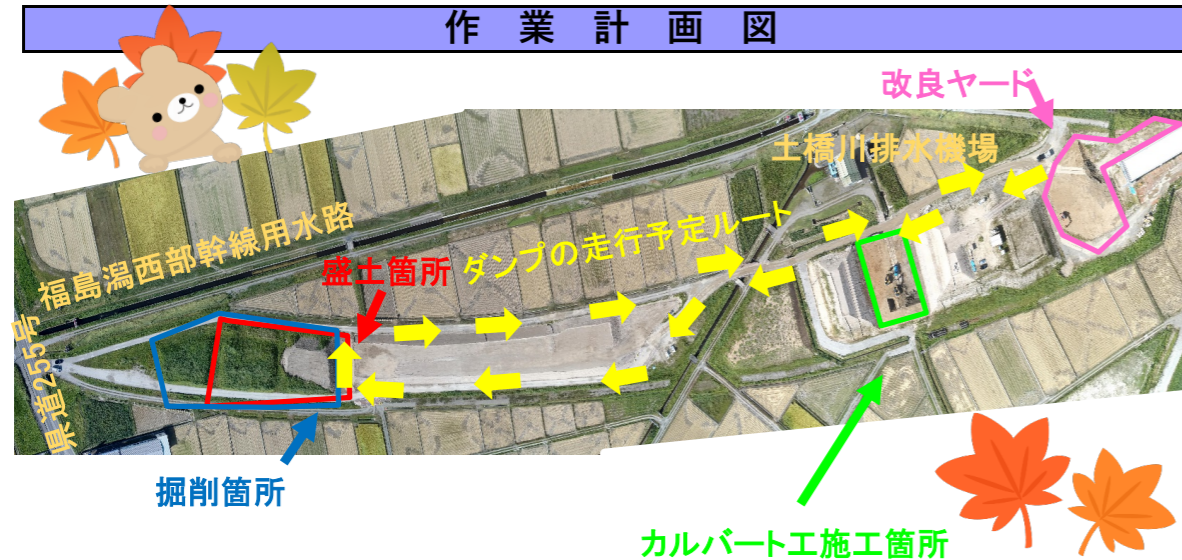 作業計画図
改良ヤード
土橋川排水機場
ダンプの走行予定ルート
福島潟西部幹線用水路
盛土箇所
県道255号
掘削箇所
カルバート工施工箇所